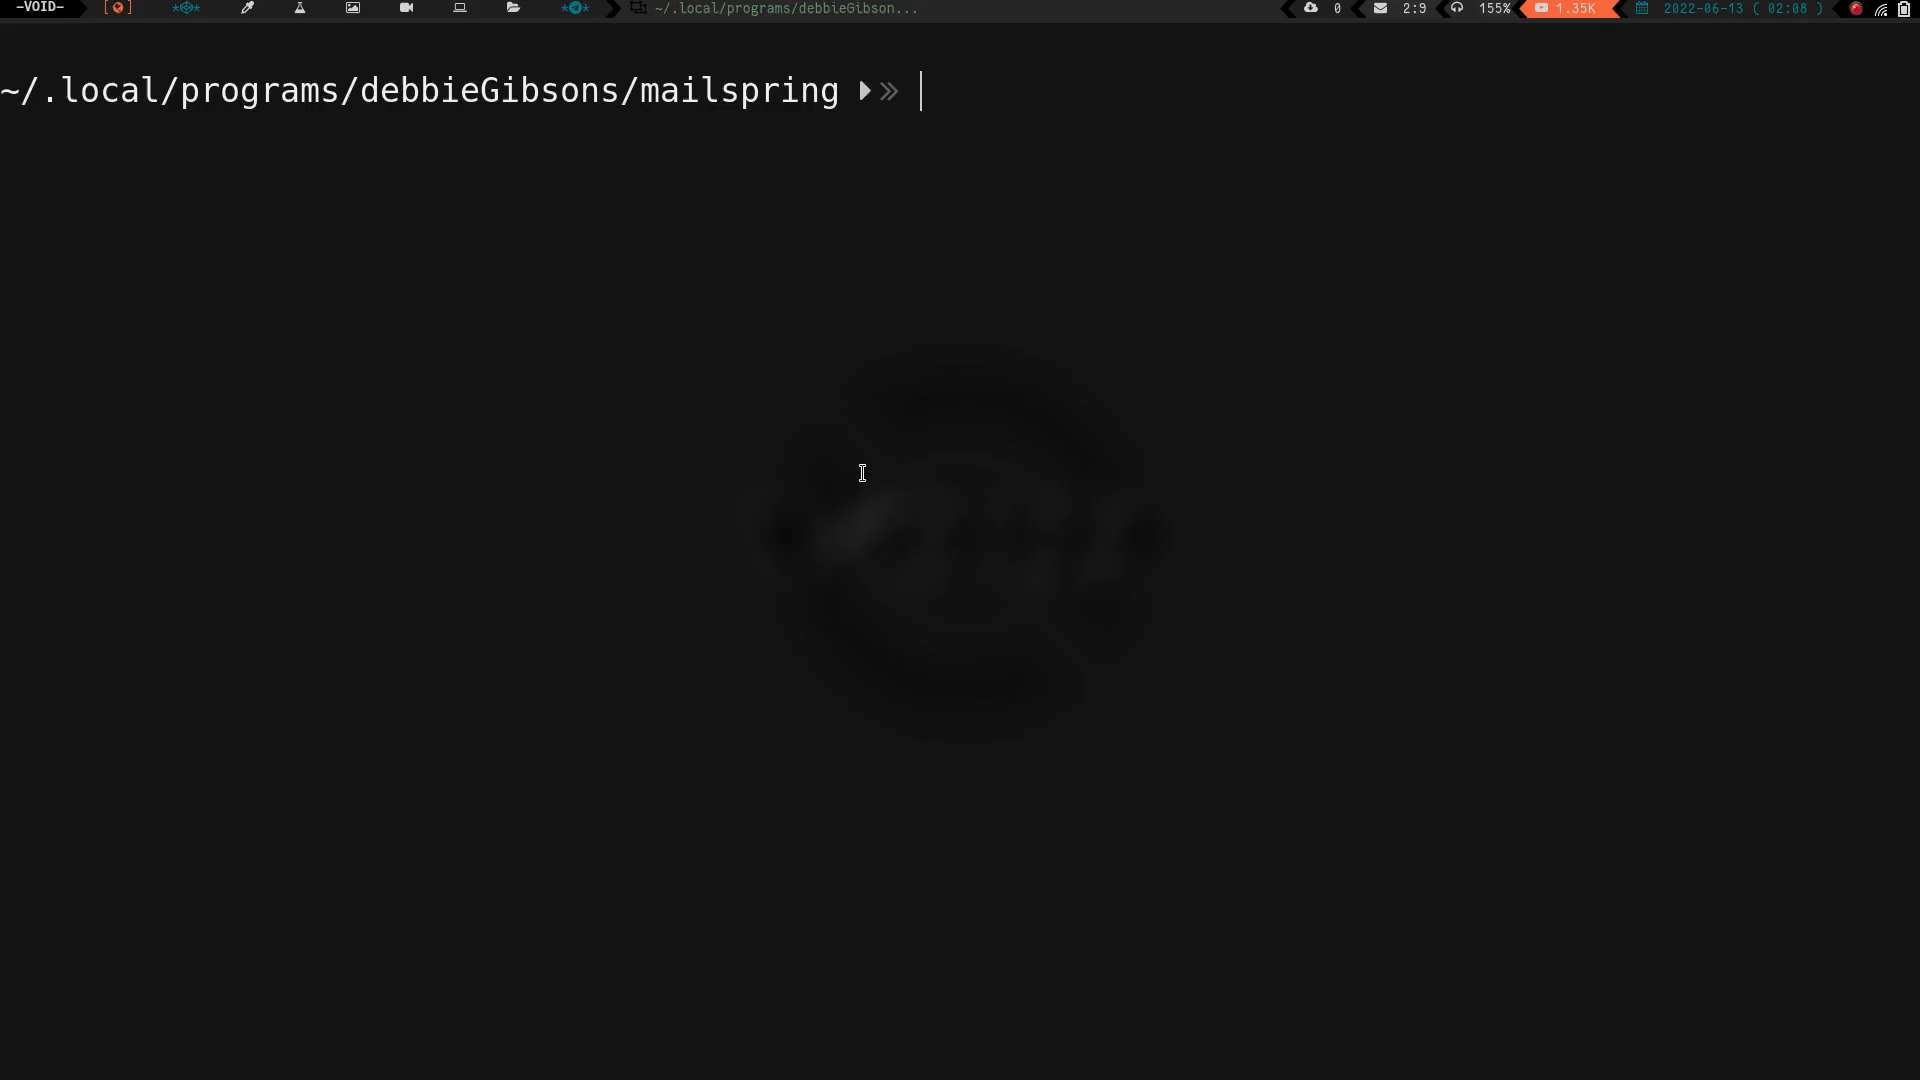 —VOID— [ ] * * * * ~/.local/programs/debbieGibson... 0 2:9 155% 1.35K 2022-06-13 ( 02:08 )
~/.local/programs/debbieGibsons/mailspring »